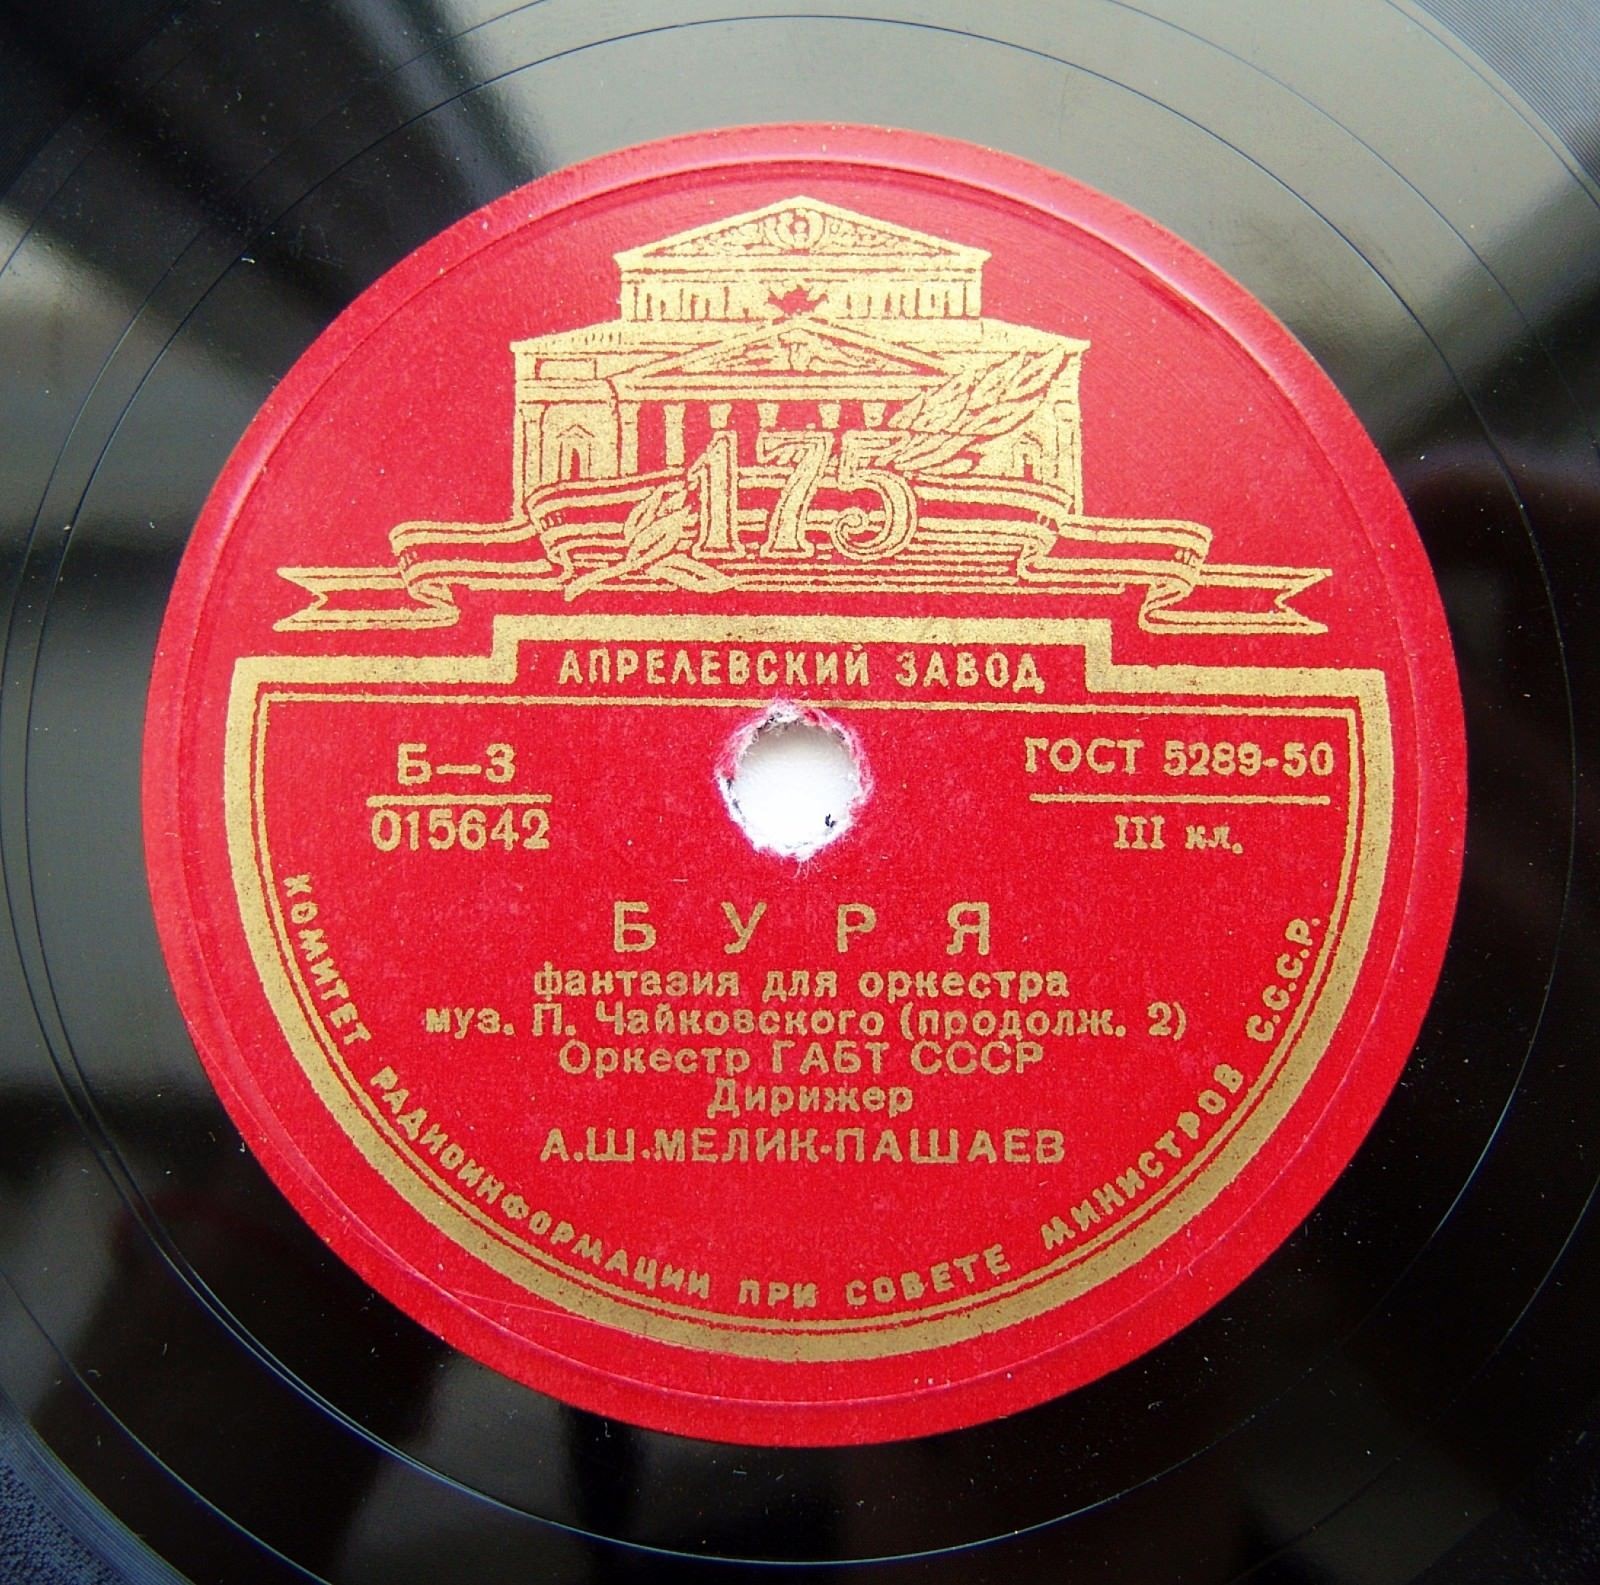 175
АПРЕЛЕВСКИЙ ЗАВОД
Б—3
015642
ГОСТ 5289-50
III кл.
БУРЯ
фантазия для оркестра
муз. П. Чайковского (продолж. 2)
Оркестр ГАБТ СССР
Дирижер
А.Ш.МЕЛИК-ПАШАЕВ
КОМИТЕТ РАДИОИНФОРМАЦИИ ПРИ СОВЕТЕ МИНИСТРОВ С.С.С.Р.